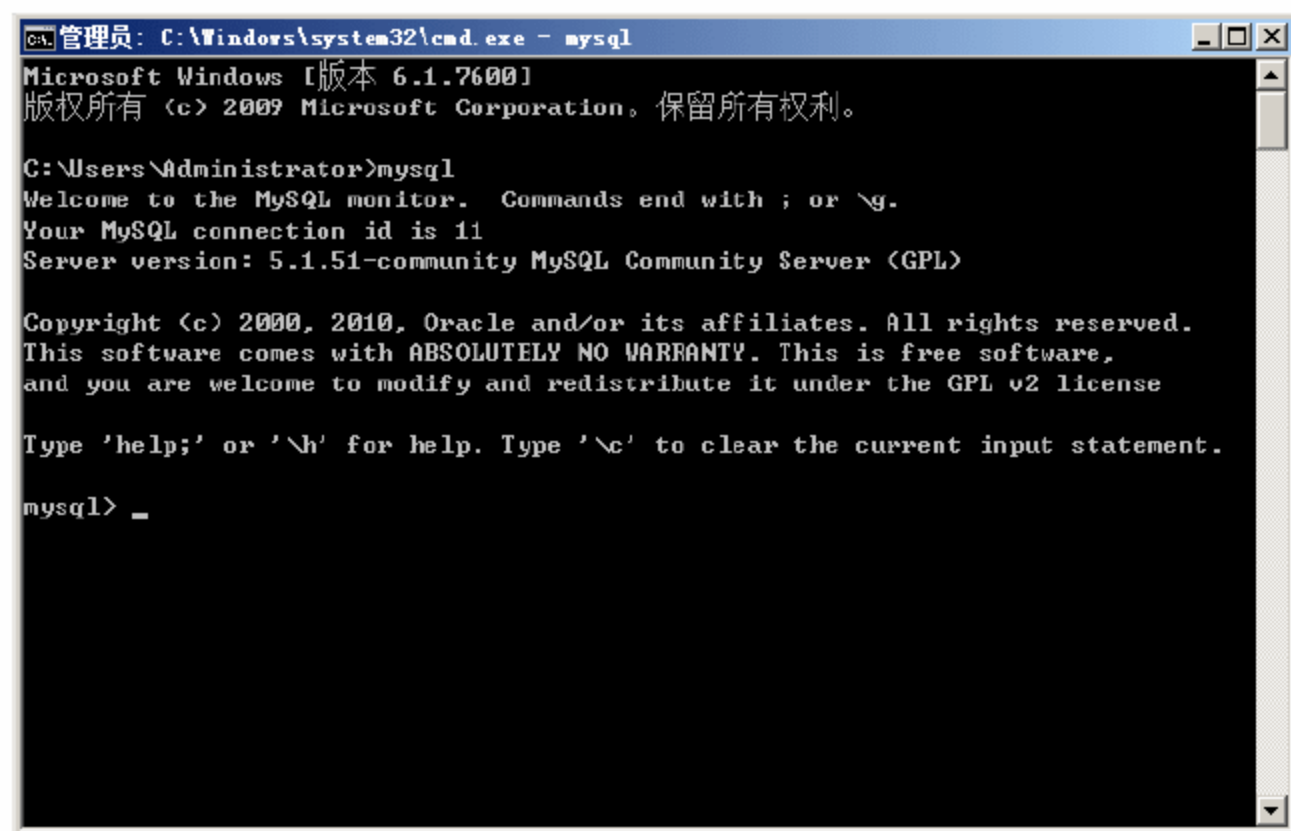 管理员: C:\Windows\system32\cmd.exe - mysql
Microsoft Windows [版本 6.1.7600]
版权所有 (c) 2009 Microsoft Corporation。保留所有权利。
C:\Users\Administrator>mysql
Welcome to the MySQL monitor.  Commands end with ; or \g.
Your MySQL connection id is 11
Server version: 5.1.51-community MySQL Community Server (GPL)
Copyright (c) 2000, 2010, Oracle and/or its affiliates. All rights reserved.
This software comes with ABSOLUTELY NO WARRANTY. This is free software,
and you are welcome to modify and redistribute it under the GPL v2 license
Type 'help;' or '\h' for help. Type '\c' to clear the current input statement.
mysql> _